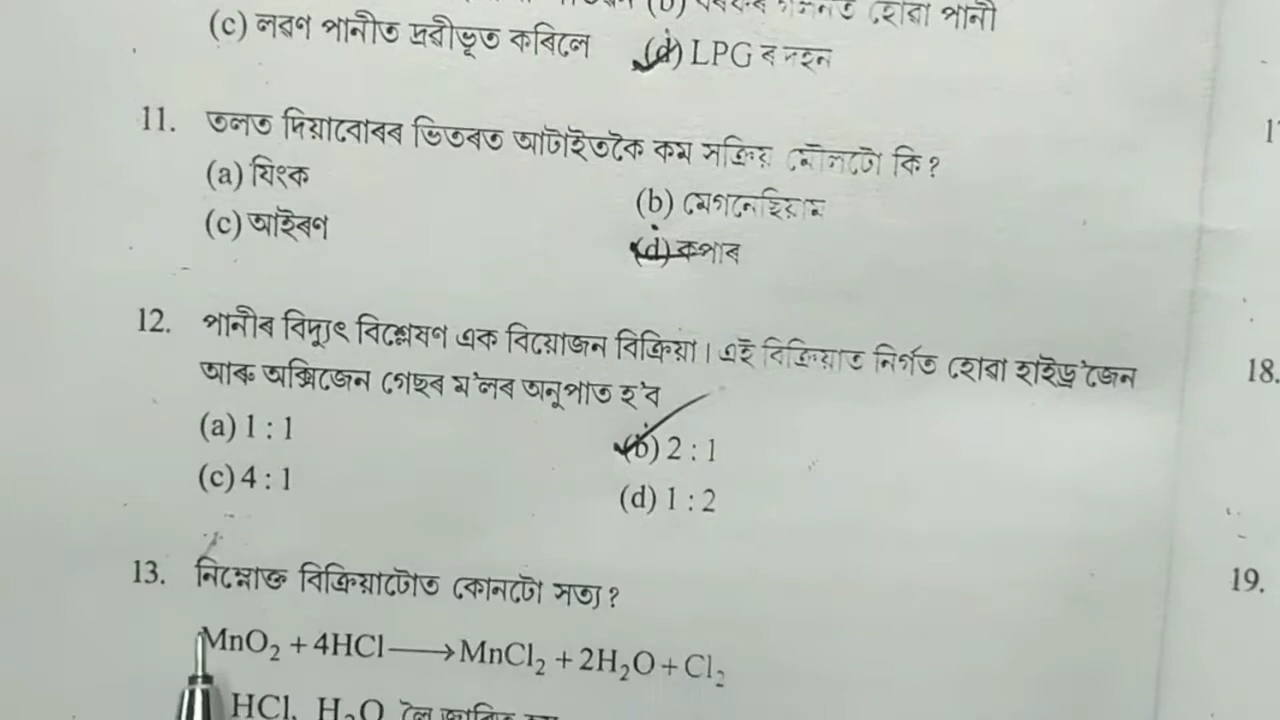 (b) বৰফৰ গলনত হোৱা পানী
(c) লৱণ পানীত দ্ৰৱীভূত কৰিলে (d) LPG ৰ দহন
11. তলত দিয়াবোৰৰ ভিতৰত আটাইতকৈ কম সক্ৰিয় মৌলটো কি?
(a) যিংক
(b) মেগনেছিয়াম
(c) আইৰণ
(d) কপাৰ
12. পানীৰ বিদ্যুৎ বিশ্লেষণ এক বিয়োজন বিক্ৰিয়া। এই বিক্ৰিয়াত নিৰ্গত হোৱা হাইড্ৰ'জেন
আৰু অক্সিজেন গেছৰ ম'লৰ অনুপাত হ'ব
(a) 1 : 1
(b) 2 : 1
(c) 4 : 1
(d) 1 : 2
13. নিম্নোক্ত বিক্ৰিয়াটোত কোনটো সত্য?
MnO₂ + 4HCl ⟶ MnCl₂ + 2H₂O + Cl₂
HCl, H₂O লৈ
18.
19.